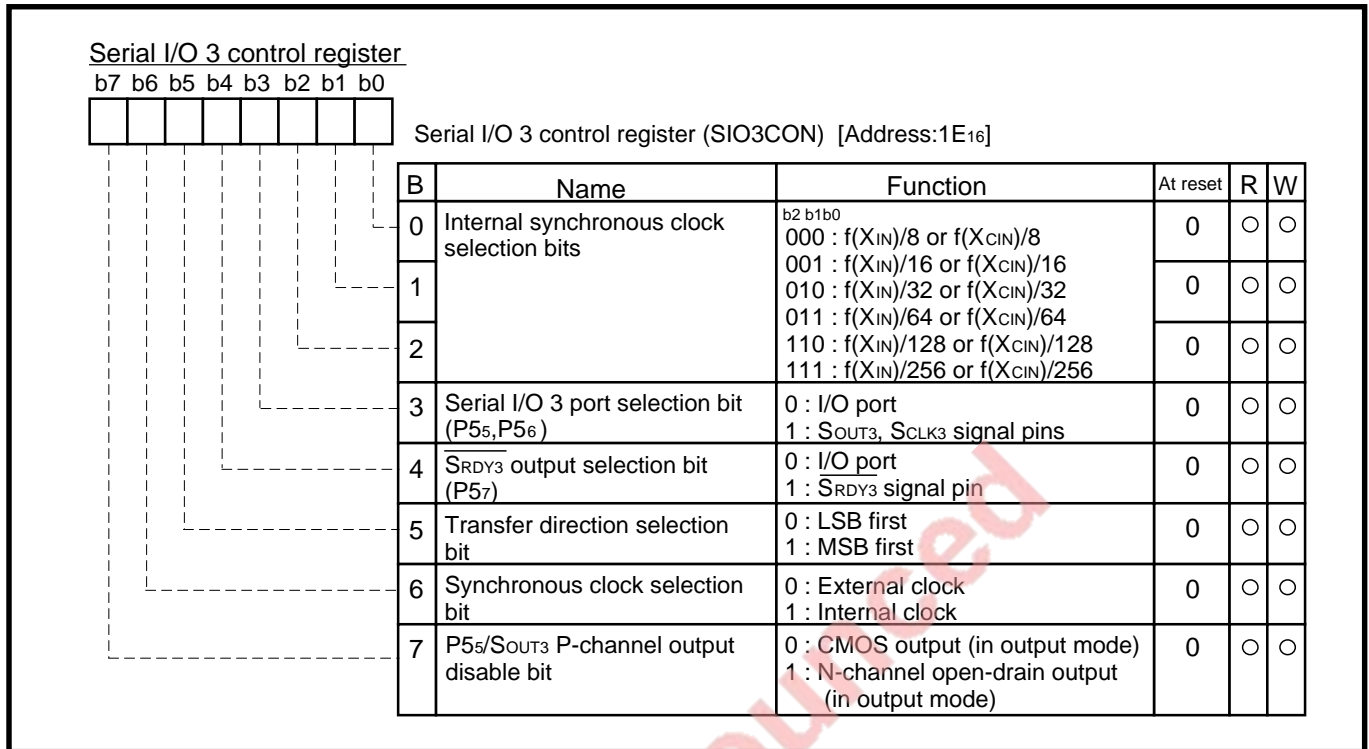 Serial I/O 3 control register
b7 b6 b5 b4 b3 b2 b1 b0
Serial I/O 3 control register (SIO3CON) [Address:1E16]
B Name Function At reset R W
0 Internal synchronous clock selection bits
b2 b1b0
000 : f(XIN)/8 or f(XCIN)/8
001 : f(XIN)/16 or f(XCIN)/16
010 : f(XIN)/32 or f(XCIN)/32
011 : f(XIN)/64 or f(XCIN)/64
110 : f(XIN)/128 or f(XCIN)/128
111 : f(XIN)/256 or f(XCIN)/256
0 ○ ○
1 0 ○ ○
2 0 ○ ○
3 Serial I/O 3 port selection bit
(P55,P56)
0 : I/O port
1 : SOUT3, SCLK3 signal pins
0 ○ ○
4 SRDY3 output selection bit
(P57)
0 : I/O port
1 : SRDY3 signal pin
0 ○ ○
5 Transfer direction selection
bit
0 : LSB first
1 : MSB first
0 ○ ○
6 Synchronous clock selection
bit
0 : External clock
1 : Internal clock
0 ○ ○
7 P55/SOUT3 P-channel output
disable bit
0 : CMOS output (in output mode)
1 : N-channel open-drain output
(in output mode)
0 ○ ○